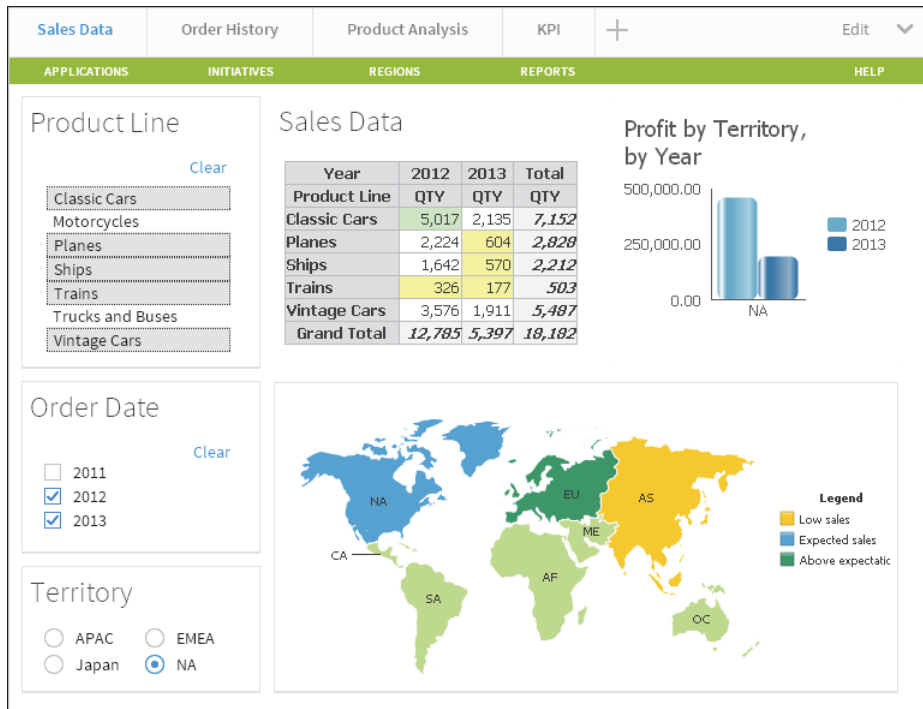 Sales Data Order History Product Analysis KPI Edit
APPLICATIONS INITIATIVES REGIONS REPORTS HELP
Product Line
Clear
Classic Cars
Motorcycles
Planes
Ships
Trains
Trucks and Buses
Vintage Cars
Sales Data
Year 2012 2013 Total
Product Line QTY QTY QTY
Classic Cars 5,017 2,135 7,152
Planes 2,224 604 2,828
Ships 1,642 570 2,212
Trains 326 177 503
Vintage Cars 3,576 1,911 5,487
Grand Total 12,785 5,397 18,182
Profit by Territory,
by Year
500,000.00
250,000.00
0.00
NA
2012
2013
Order Date
Clear
2011
2012
2013
Territory
APAC EMEA
Japan NA
NA
EU
AS
ME
CA
AF
SA
OC
Legend
Low sales
Expected sales
Above expectatic